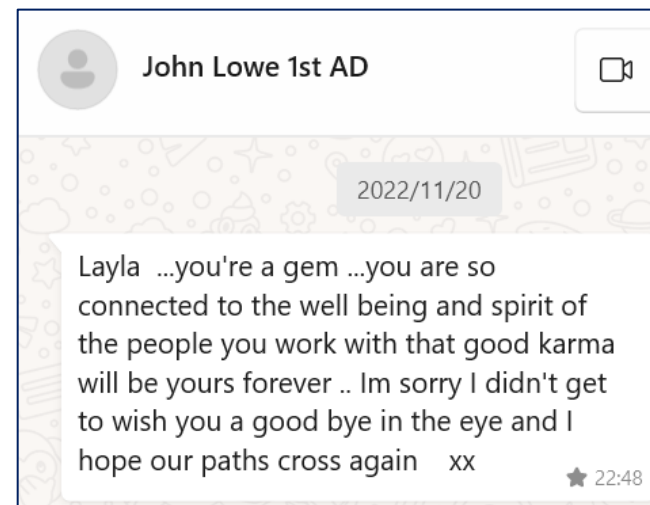 John Lowe 1st AD
2022/11/20
Layla ...you're a gem ...you are so
connected to the well being and spirit of
the people you work with that good karma
will be yours forever .. Im sorry I didn't get
to wish you a good bye in the eye and I
hope our paths cross again xx
22:48